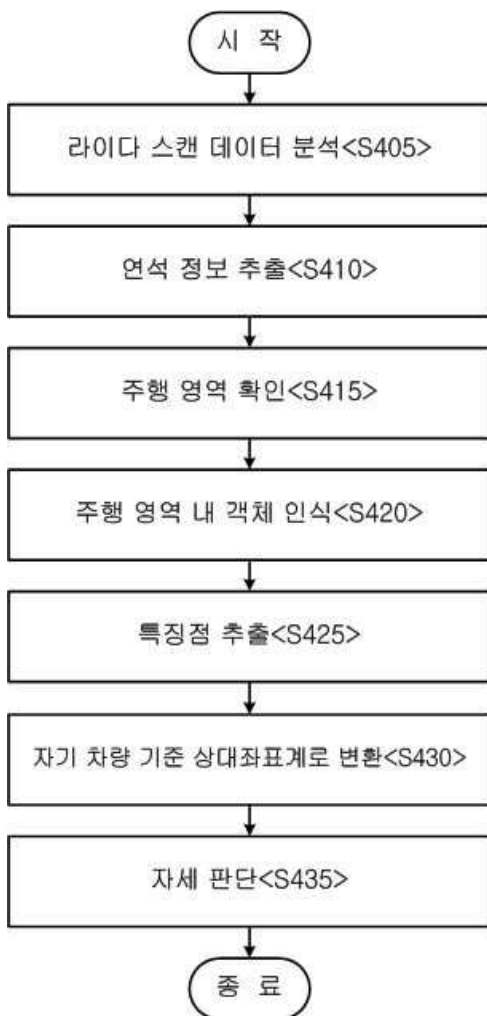 시 작
라이다 스캔 데이터 분석<S405>
연석 정보 추출<S410>
주행 영역 확인<S415>
주행 영역 내 객체 인식<S420>
특징점 추출<S425>
자기 차량 기준 상대좌표계로 변환<S430>
자세 판단<S435>
종 료